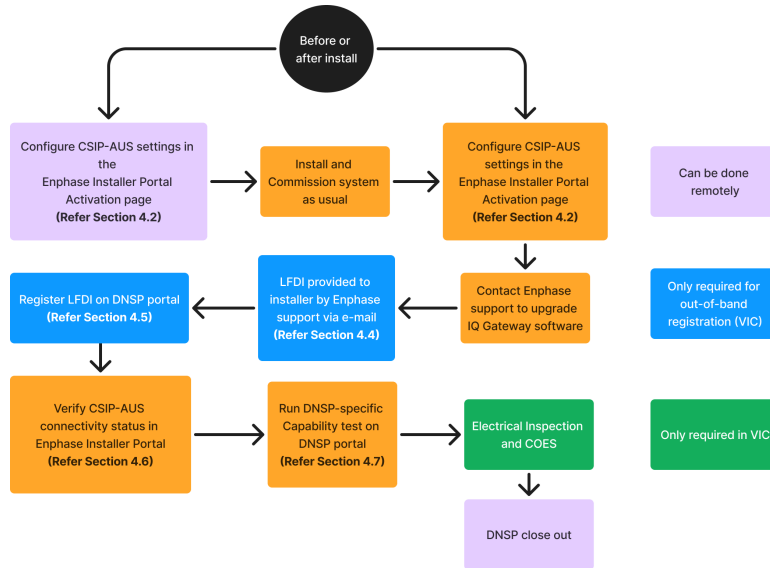 Before or
after install
Configure CSIP-AUS settings in
the
Enphase Installer Portal
Activation page
(Refer Section 4.2)
Install and
Commission system
as usual
Configure CSIP-AUS
settings in the
Enphase Installer Portal
Activation page
(Refer Section 4.2)
Can be done
remotely
Register LFDI on DNSP portal
(Refer Section 4.5)
LFDI provided to
installer by Enphase
support via e-mail
(Refer Section 4.4)
Contact Enphase
support to upgrade
IQ Gateway software
Only required for
out-of-band
registration (VIC)
Verify CSIP-AUS
connectivity status in
Enphase Installer Portal
(Refer Section 4.6)
Run DNSP-specific
Capability test on
DNSP portal
(Refer Section 4.7)
Electrical Inspection
and COES
Only required in VIC
DNSP close out